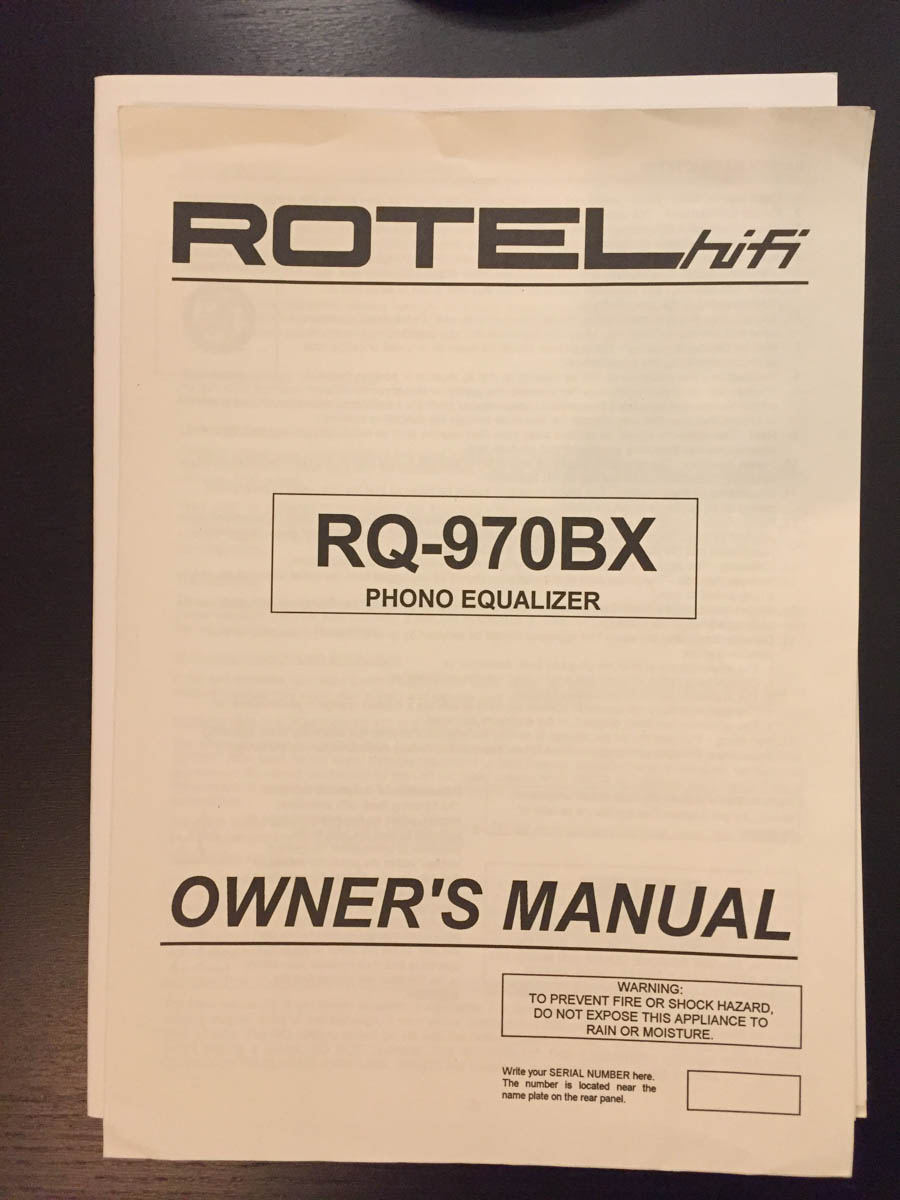 ROTEL hifi
RQ-970BX
PHONO EQUALIZER
OWNER'S MANUAL
WARNING:
TO PREVENT FIRE OR SHOCK HAZARD,
DO NOT EXPOSE THIS APPLIANCE TO
RAIN OR MOISTURE.
Write your SERIAL NUMBER here.
The number is located near the
name plate on the rear panel.